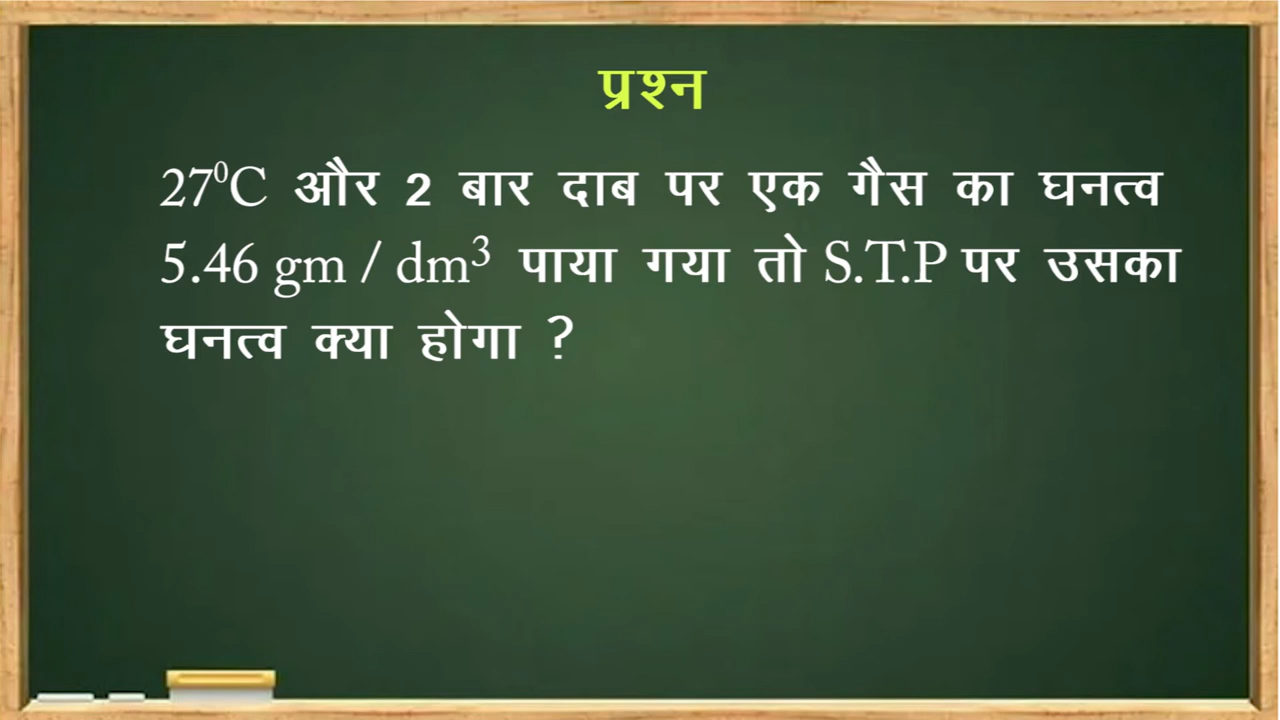 प्रश्न
27⁰C और 2 बार दाब पर एक गैस का घनत्व
5.46 gm / dm³ पाया गया तो S.T.P पर उसका
घनत्व क्या होगा ?